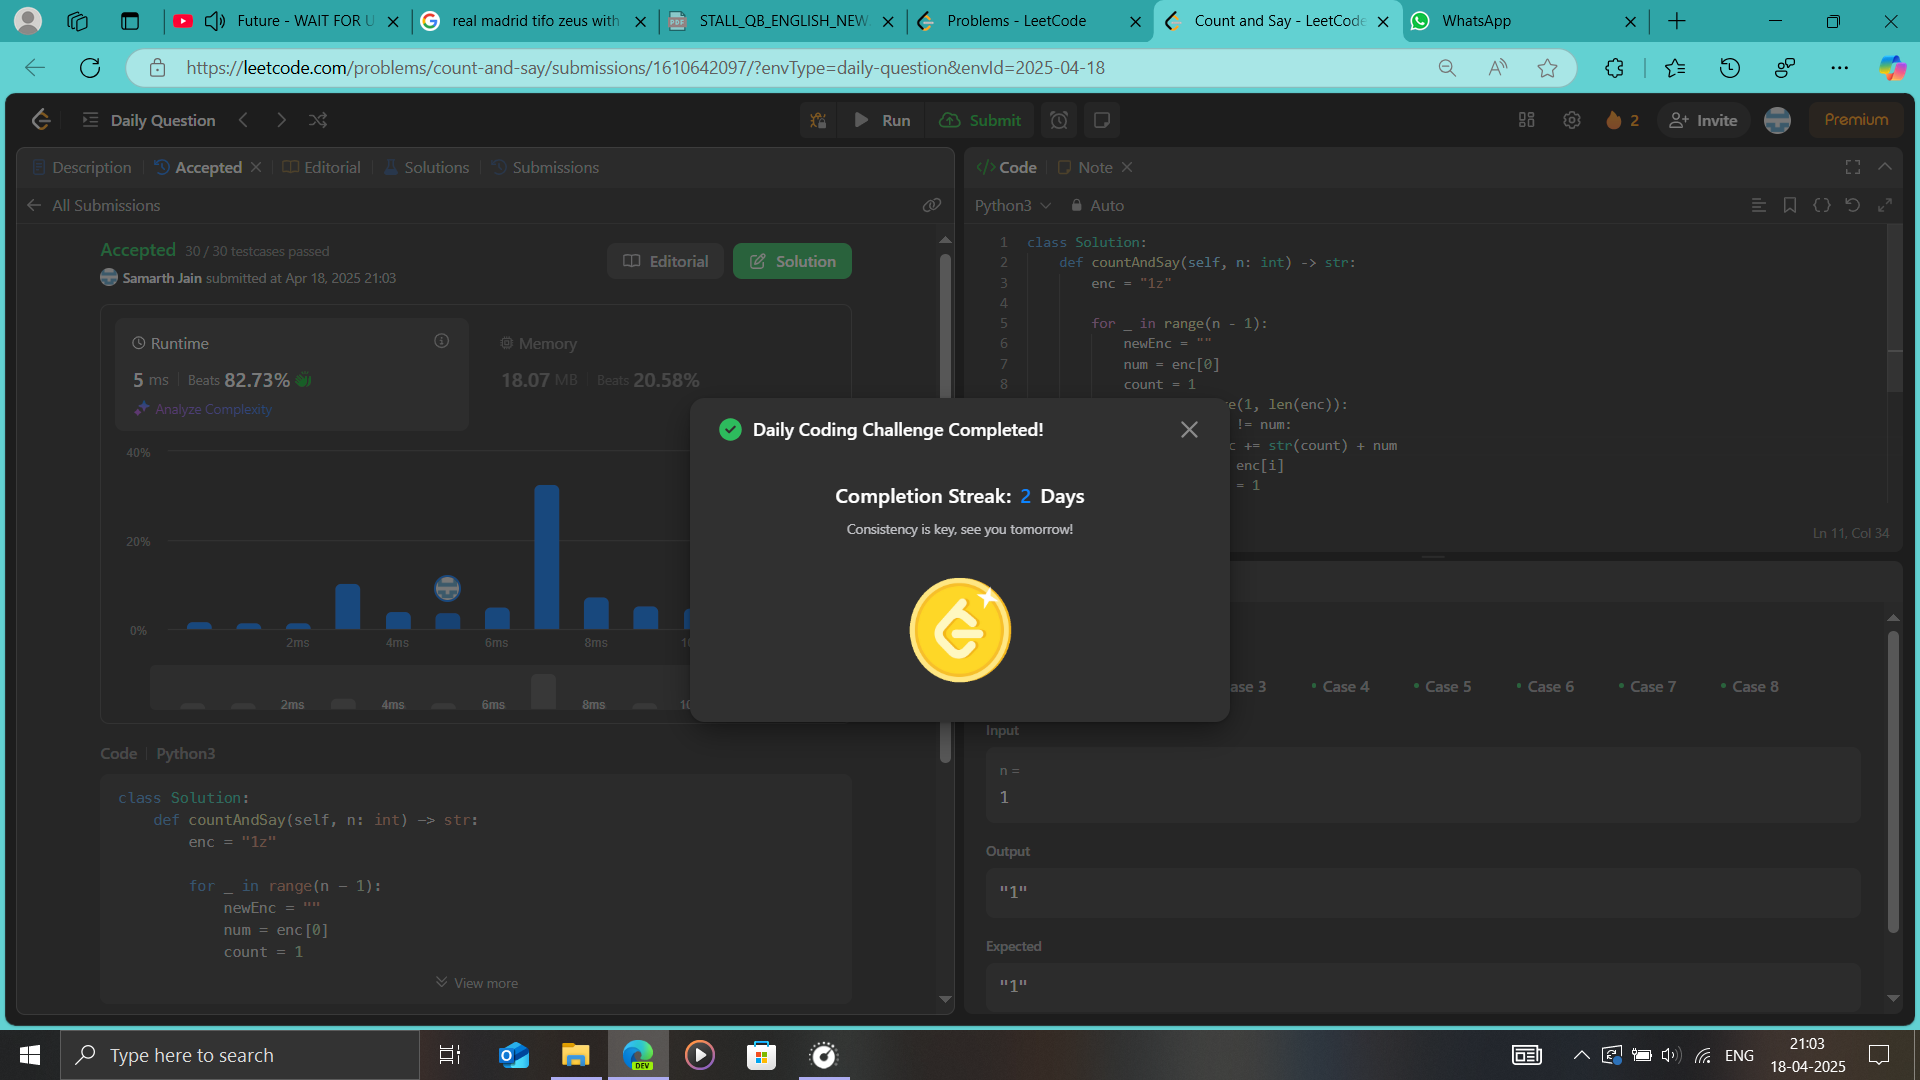 Future - WAIT FOR U
real madrid tifo zeus with
STALL_QB_ENGLISH_NEW
Problems - LeetCode
Count and Say - LeetCode
WhatsApp
https://leetcode.com/problems/count-and-say/submissions/1610642097/?envType=daily-question&envId=2025-04-18
Daily Question
Run
Submit
2
Invite
Premium
Description
Accepted
Editorial
Solutions
Submissions
All Submissions
Accepted 30 / 30 testcases passed
Samarth Jain submitted at Apr 18, 2025 21:03
Editorial
Solution
Runtime
5 ms Beats 82.73%
Analyze Complexity
Memory
18.07 MB Beats 20.58%
40%
20%
0%
2ms 4ms 6ms 8ms 10
2ms 4ms 6ms 8ms 10
Code Python3
class Solution:
    def countAndSay(self, n: int) -> str:
        enc = "1z"
        for _ in range(n - 1):
            newEnc = ""
            num = enc[0]
            count = 1
View more
Daily Coding Challenge Completed!
Completion Streak: 2 Days
Consistency is key, see you tomorrow!
</> Code
Note
Python3
Auto
1 class Solution:
2     def countAndSay(self, n: int) -> str:
3         enc = "1z"
4
5         for _ in range(n - 1):
6             newEnc = ""
7             num = enc[0]
8             count = 1
e(1, len(enc)):
!= num:
c += str(count) + num
enc[i]
= 1
Ln 11, Col 34
ase 3
Case 4
Case 5
Case 6
Case 7
Case 8
Input
n =
1
Output
"1"
Expected
"1"
Type here to search
DEV
ENG
21:03
18-04-2025